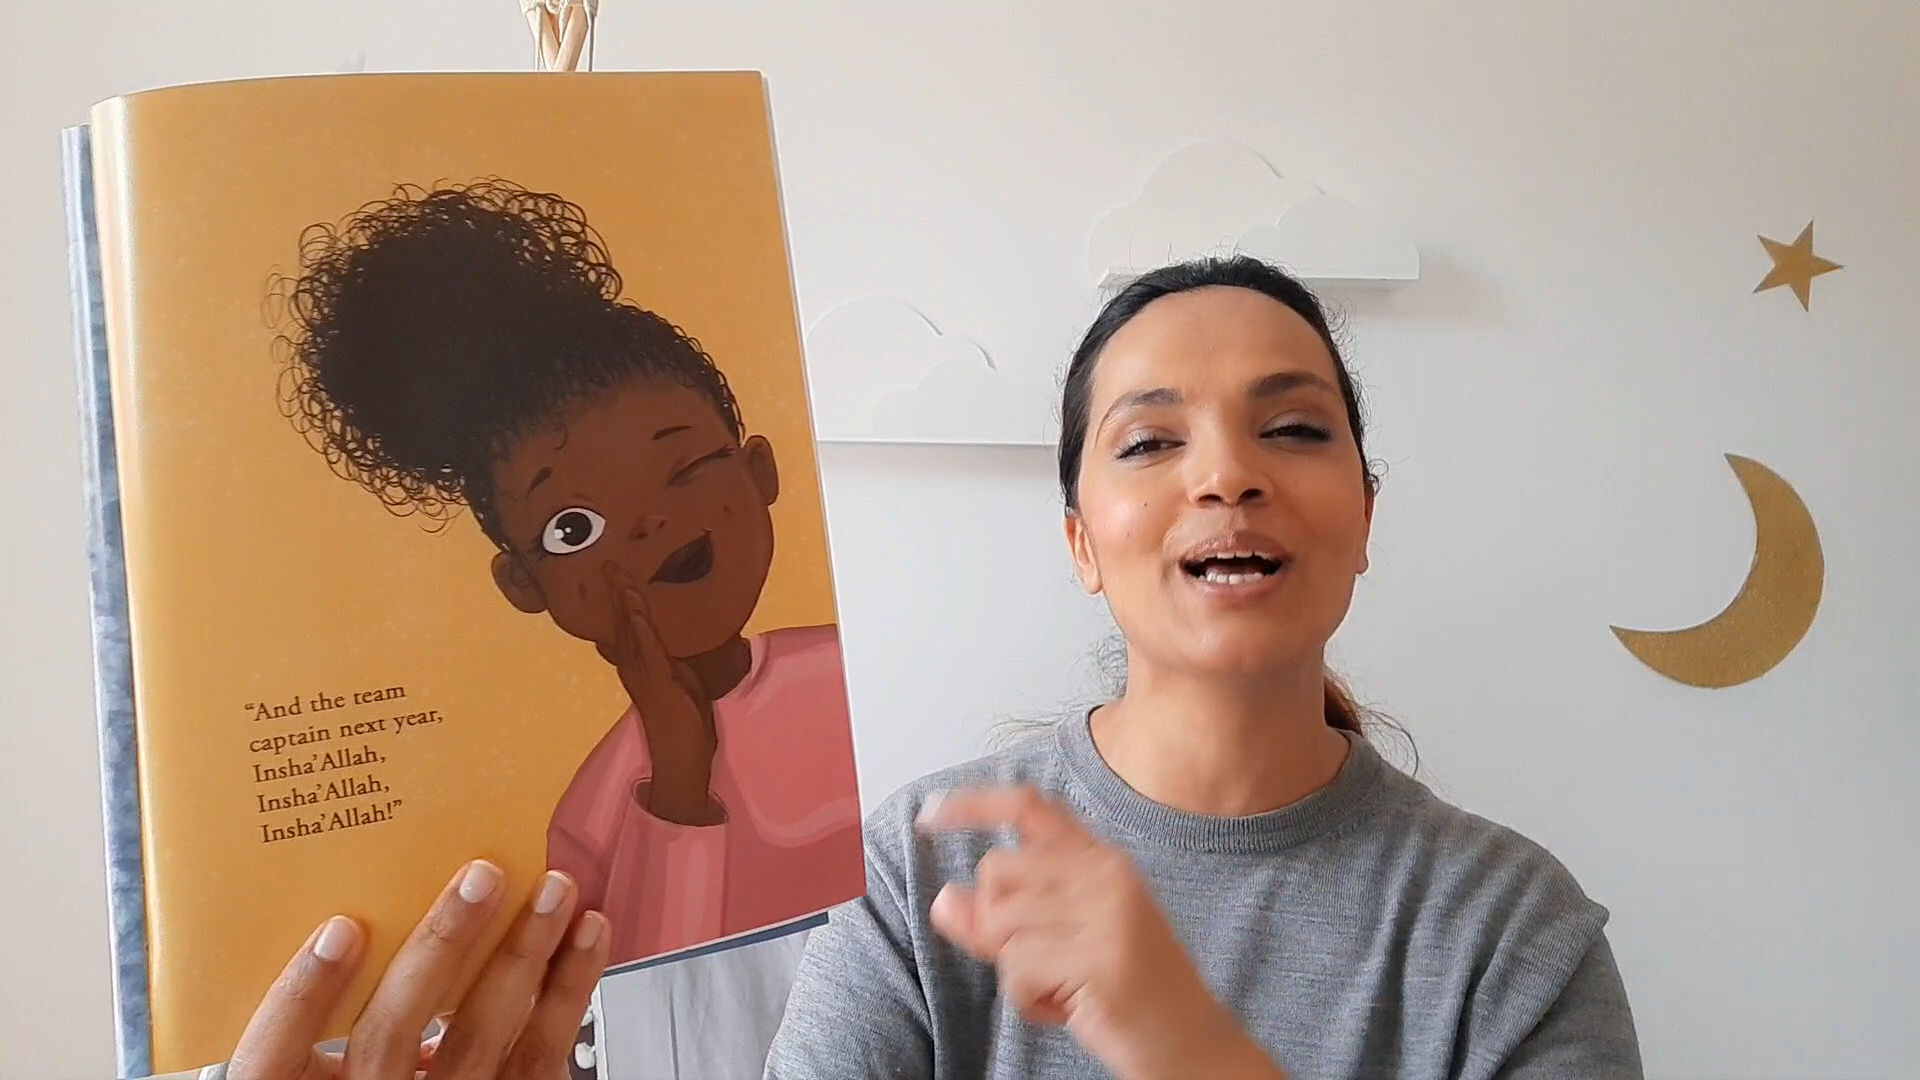 “And the team
captain next year,
Insha’Allah,
Insha’Allah,
Insha’Allah!”